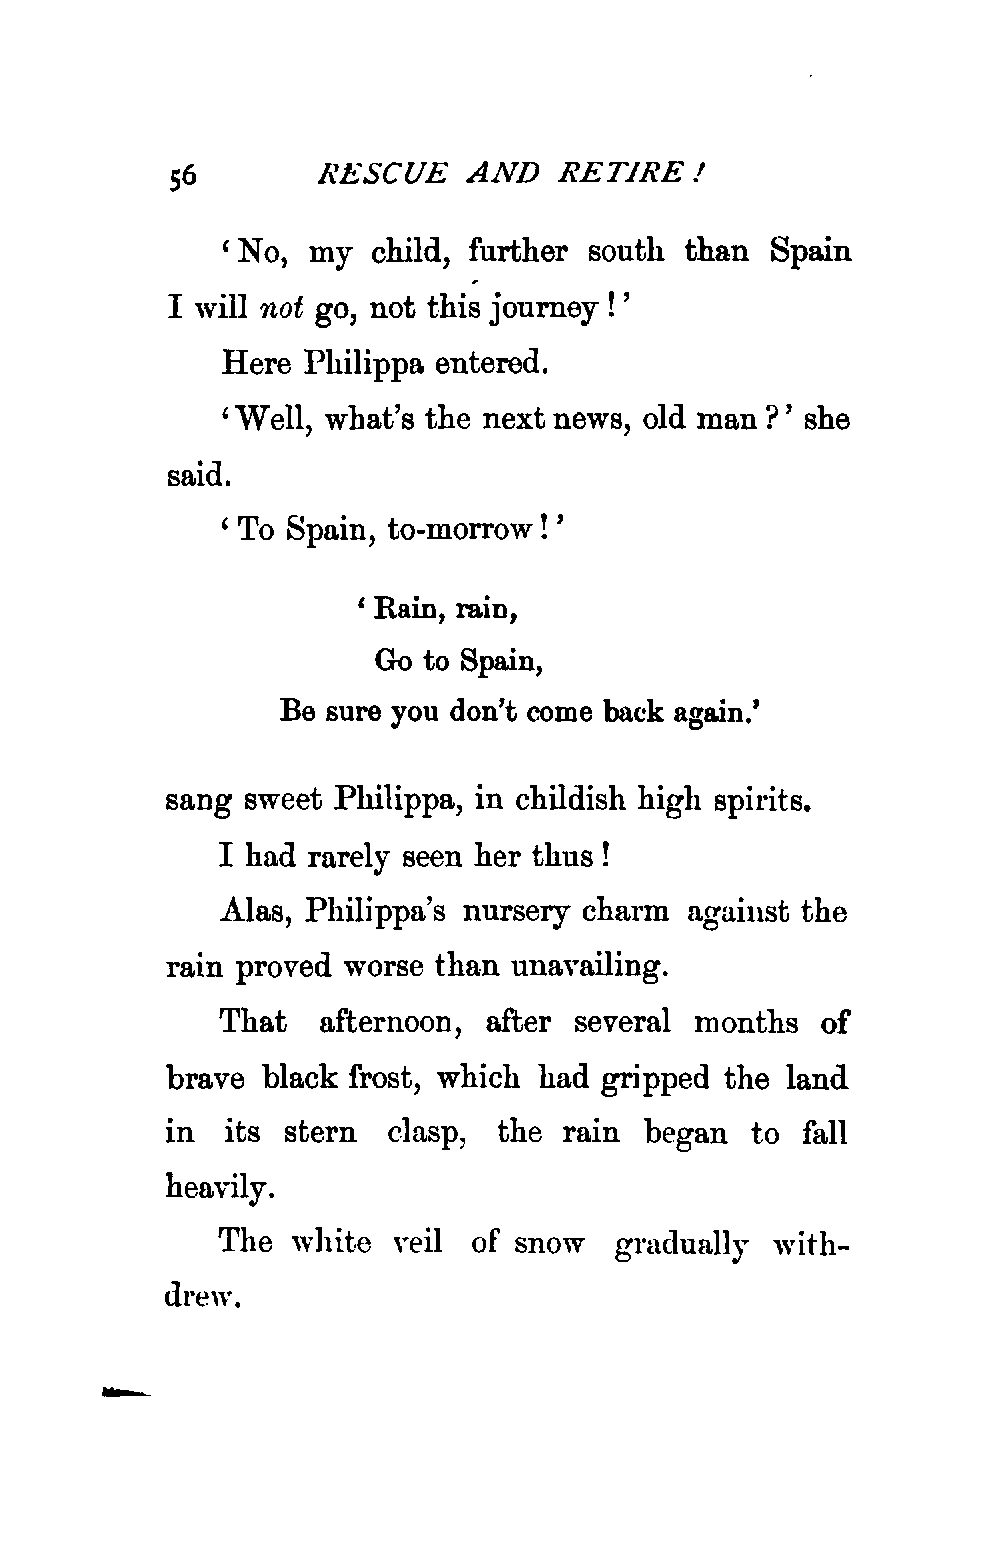 56 RESCUE AND RETIRE !
‘ No, my child, further south than Spain
I will not go, not this journey ! ’
Here Philippa entered.
‘ Well, what’s the next news, old man ? ’ she
said.
‘ To Spain, to-morrow ! ’
‘ Rain, rain,
Go to Spain,
Be sure you don’t come back again.’
sang sweet Philippa, in childish high spirits.
I had rarely seen her thus !
Alas, Philippa’s nursery charm against the
rain proved worse than unavailing.
That afternoon, after several months of
brave black frost, which had gripped the land
in its stern clasp, the rain began to fall
heavily.
The white veil of snow gradually with-
drew.